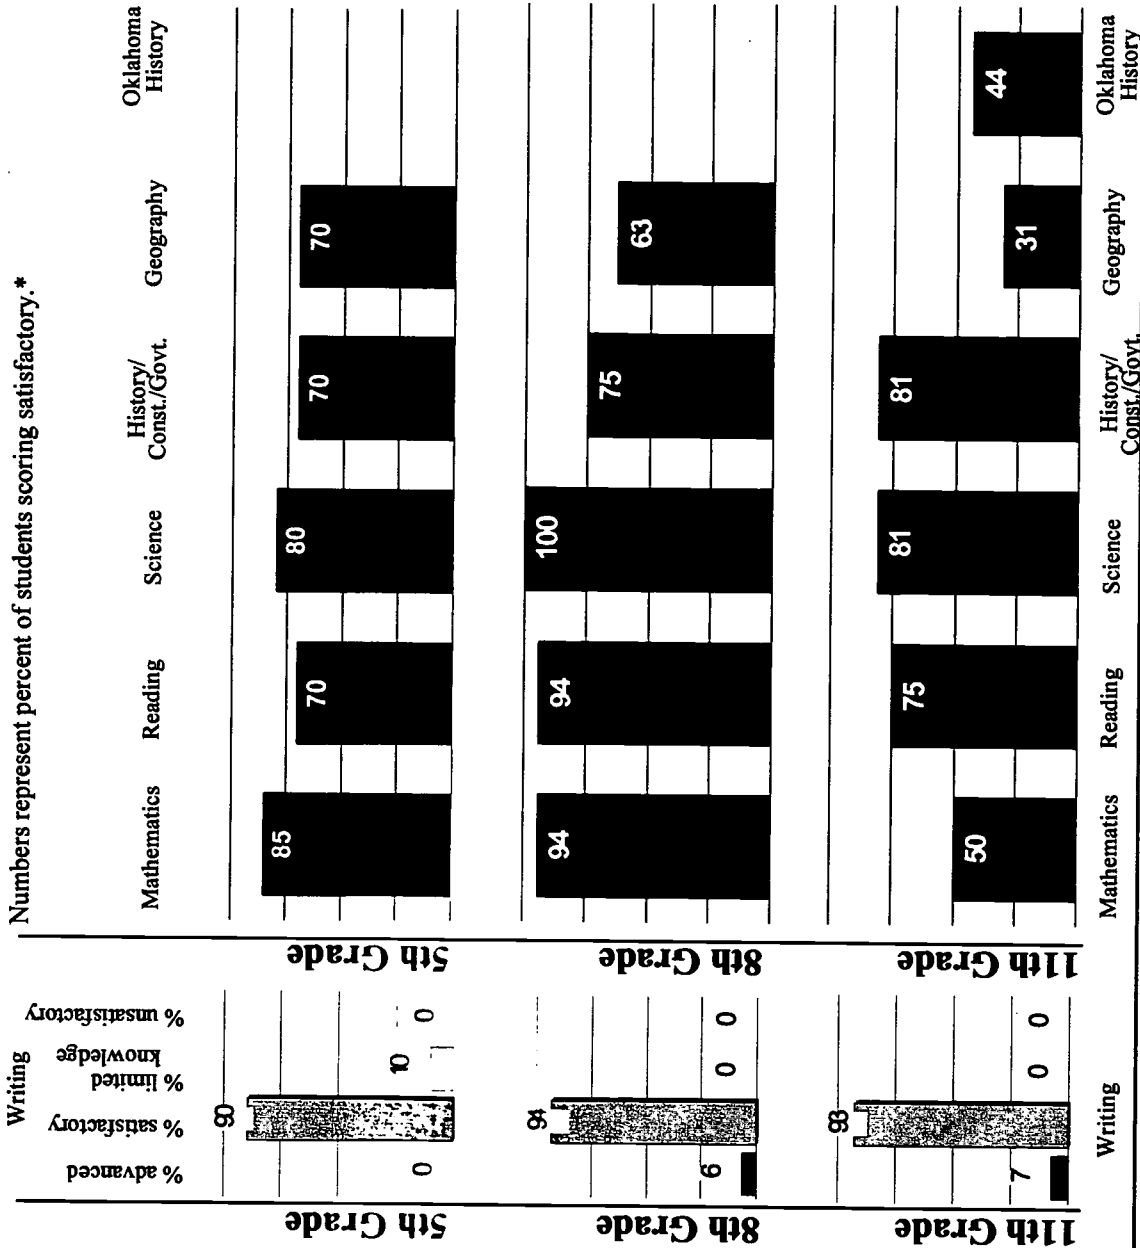 Numbers represent percent of students scoring satisfactory.*
Writing
% advanced
% satisfactory
% limited
knowledge
% unsatisfactory
Mathematics
Reading
Science
History/
Const./Govt.
Geography
Oklahoma
History
5th Grade
0
90
10
0
5th Grade
85
70
80
70
70
8th Grade
6
94
0
0
8th Grade
94
94
100
75
63
11th Grade
7
93
0
0
11th Grade
50
75
81
81
31
44
Writing
Mathematics
Reading
Science
History/
Const./Govt.
Geography
Oklahoma
History